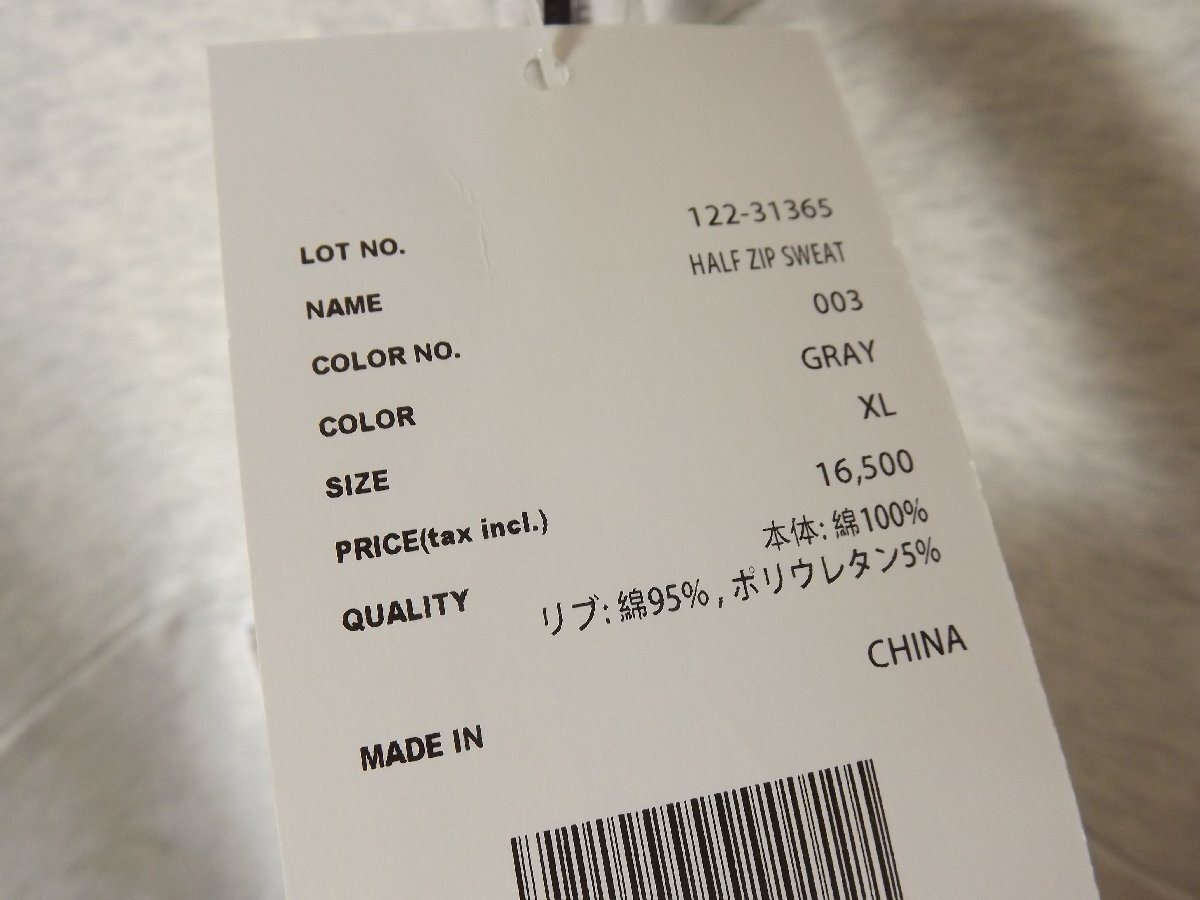 LOT NO. 122-31365
NAME HALF ZIP SWEAT
COLOR NO. 003
COLOR GRAY
SIZE XL
PRICE(tax incl.) 16,500
QUALITY 本体: 綿100%
リブ: 綿95% , ポリウレタン5%
MADE IN CHINA